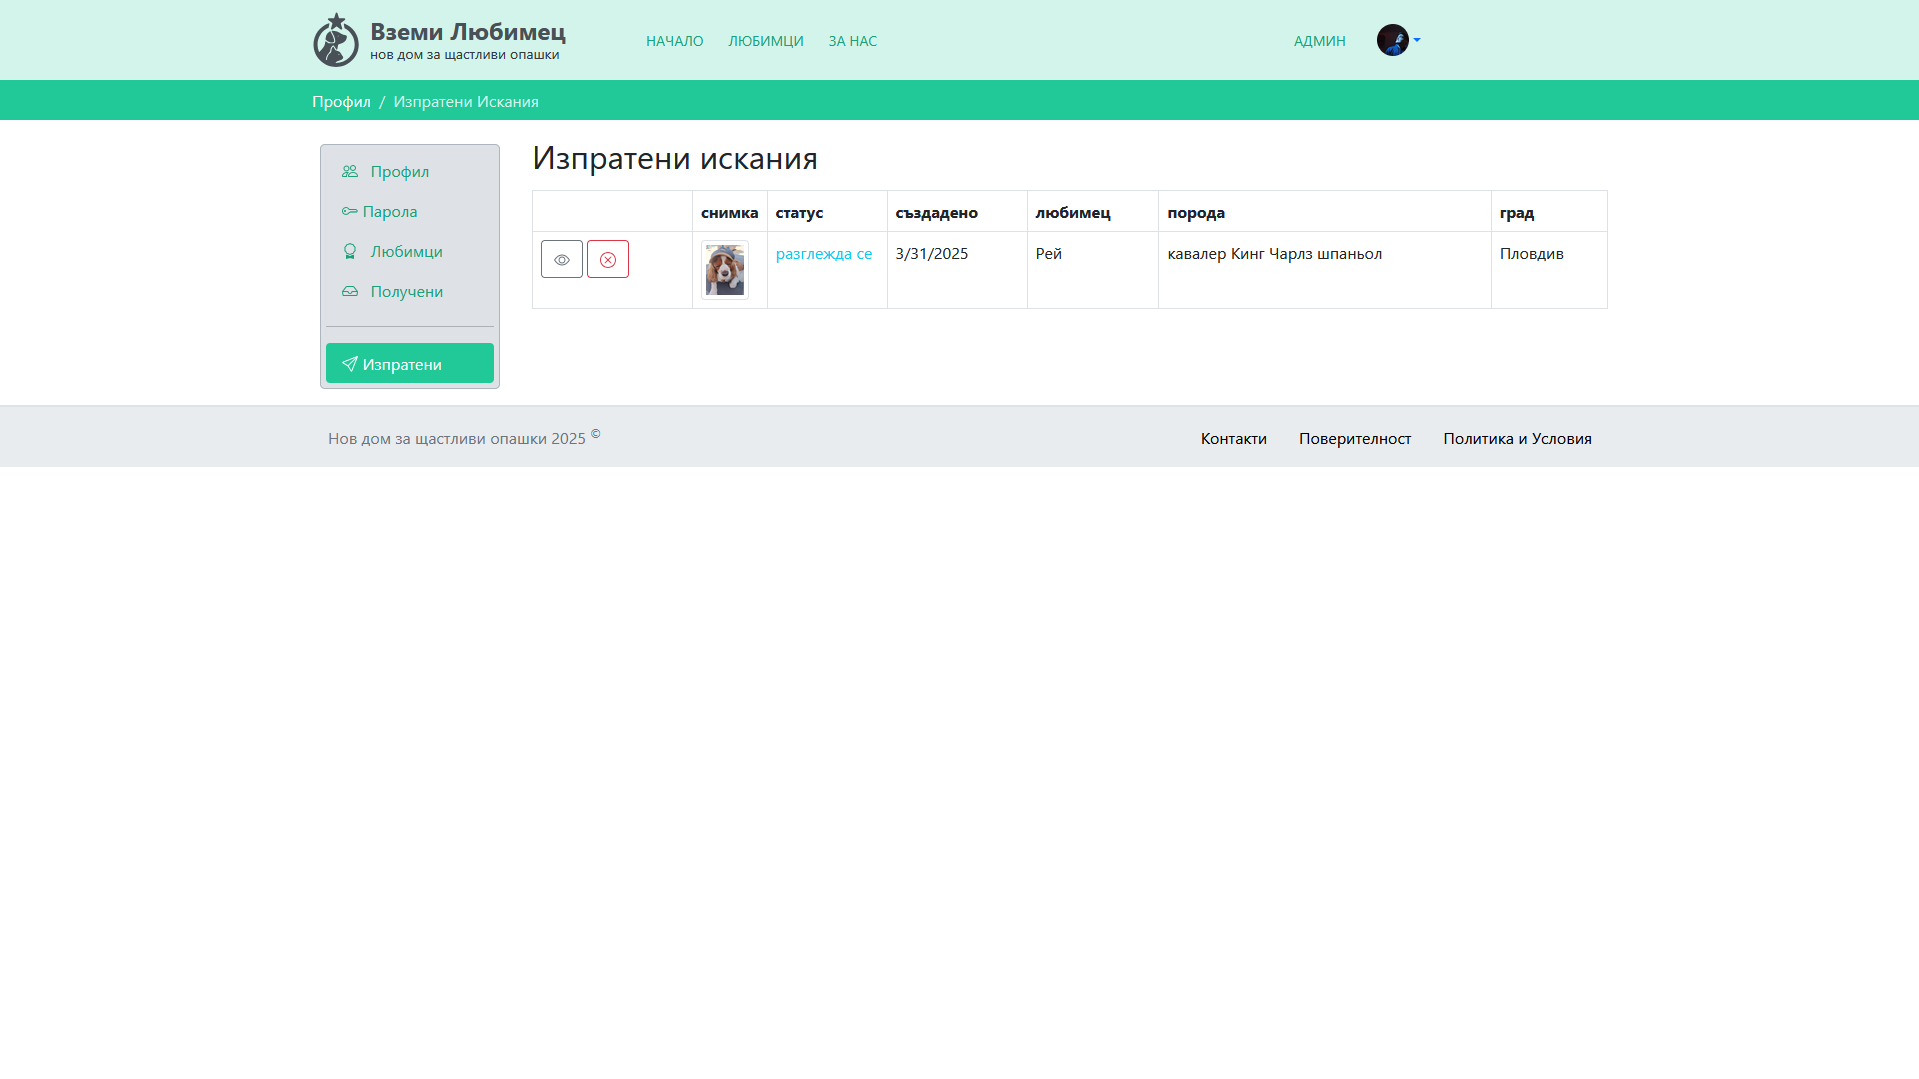 Вземи Любимец
нов дом за щастливи опашки
НАЧАЛО ЛЮБИМЦИ ЗА НАС
АДМИН
Профил / Изпратени Искания
Профил
Парола
Любимци
Получени
Изпратени
Изпратени искания
снимка статус създадено любимец порода град
разглежда се 3/31/2025 Рей кавалер Кинг Чарлз шпаньол Пловдив
Нов дом за щастливи опашки 2025 ©
Контакти Поверителност Политика и Условия